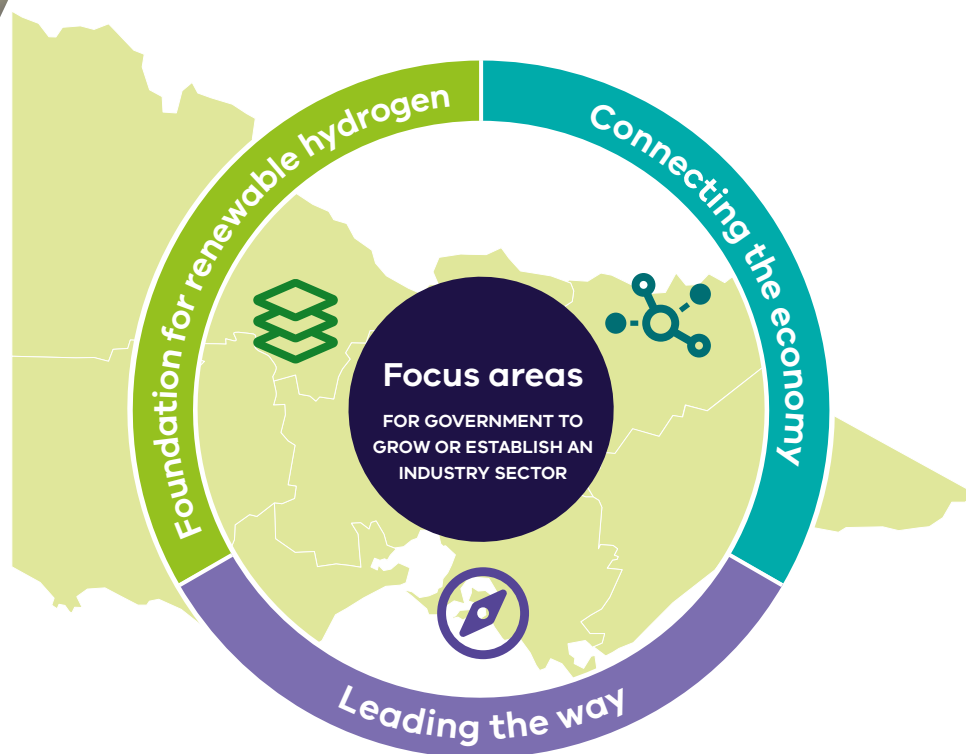 Foundation for renewable hydrogen
Connecting the economy
Focus areas
FOR GOVERNMENT TO
GROW OR ESTABLISH AN
INDUSTRY SECTOR
Leading the way